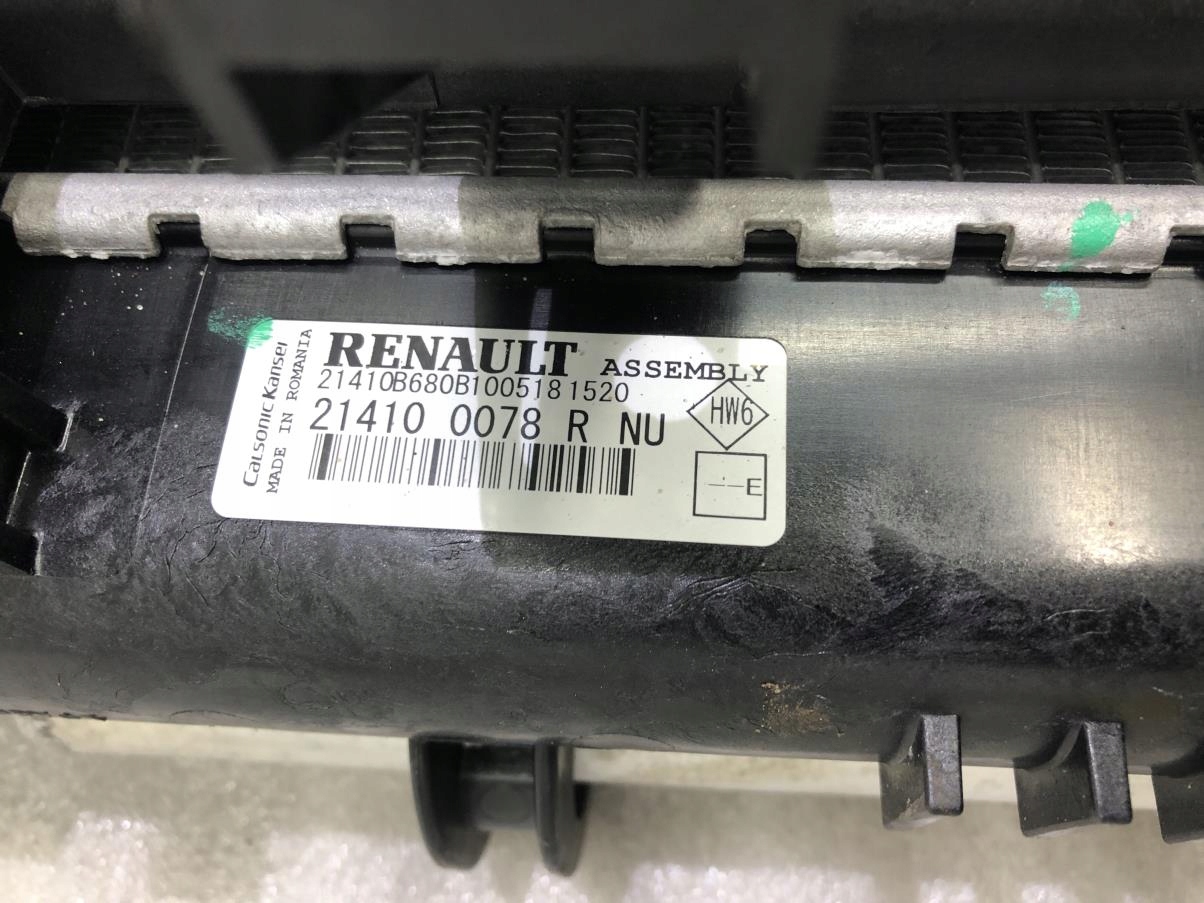 Calsonic Kansei
MADE IN ROMANIA
RENAULT ASSEMBLY
21410B680B1005181520
21410 0078 R NU
HW6
---E